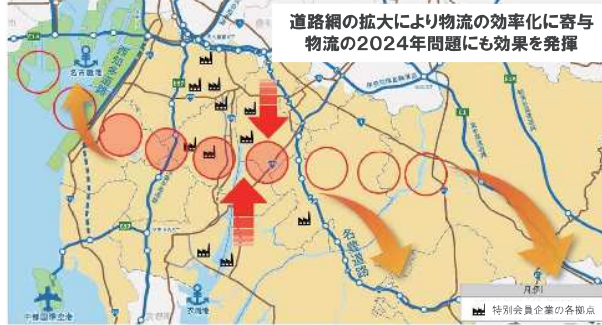 道路網の拡大により物流の効率化に寄与
物流の2024年問題にも効果を発揮
西知多道路
名古屋港
名豊道路
衣浦港
中部国際空港
凡例
特別会員企業の各拠点